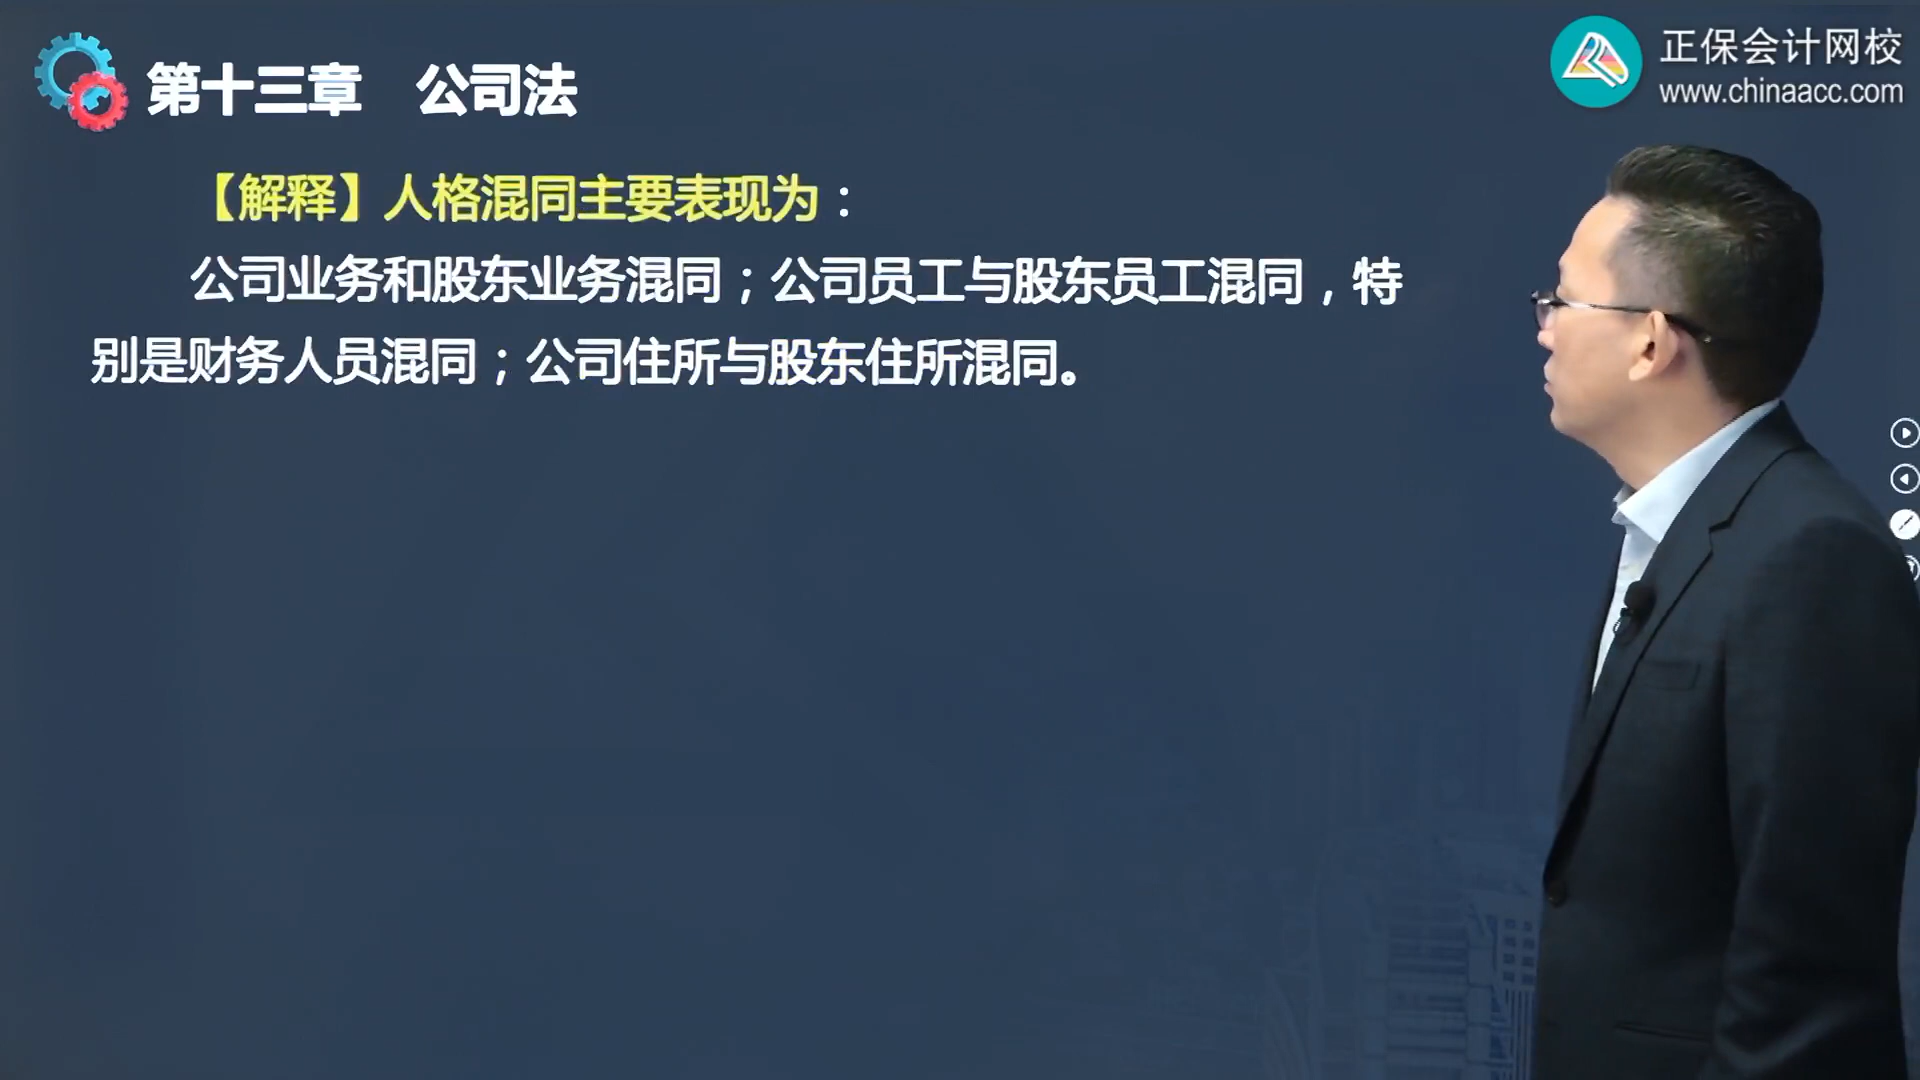 第十三章 公司法
正保会计网校
www.chinaacc.com
【解释】人格混同主要表现为：
公司业务和股东业务混同；公司员工与股东员工混同，特
别是财务人员混同；公司住所与股东住所混同。